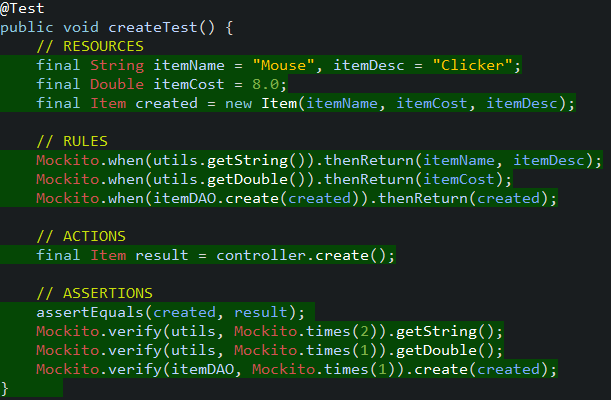 @Test
public void createTest() {
    // RESOURCES
    final String itemName = "Mouse", itemDesc = "Clicker";
    final Double itemCost = 8.0;
    final Item created = new Item(itemName, itemCost, itemDesc);
    // RULES
    Mockito.when(utils.getString()).thenReturn(itemName, itemDesc);
    Mockito.when(utils.getDouble()).thenReturn(itemCost);
    Mockito.when(itemDAO.create(created)).thenReturn(created);
    // ACTIONS
    final Item result = controller.create();
    // ASSERTIONS
    assertEquals(created, result);
    Mockito.verify(utils, Mockito.times(2)).getString();
    Mockito.verify(utils, Mockito.times(1)).getDouble();
    Mockito.verify(itemDAO, Mockito.times(1)).create(created);
}